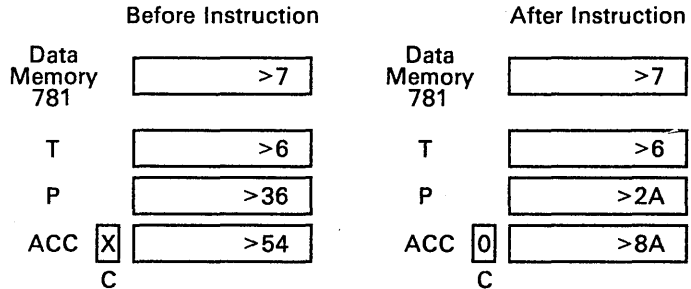 Before Instruction
After Instruction
Data
Memory
781
>7
Data
Memory
781
>7
T
>6
T
>6
P
>36
P
>2A
ACC X >54
C
ACC 0 >8A
C